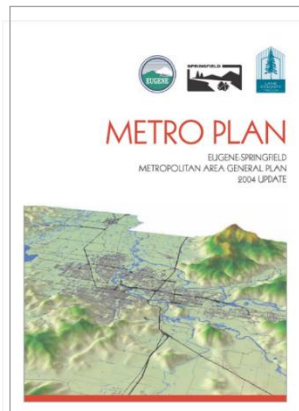 EUGENE
SPRINGFIELD
METRO PLAN
EUGENE-SPRINGFIELD
METROPOLITAN AREA GENERAL PLAN
2004 UPDATE